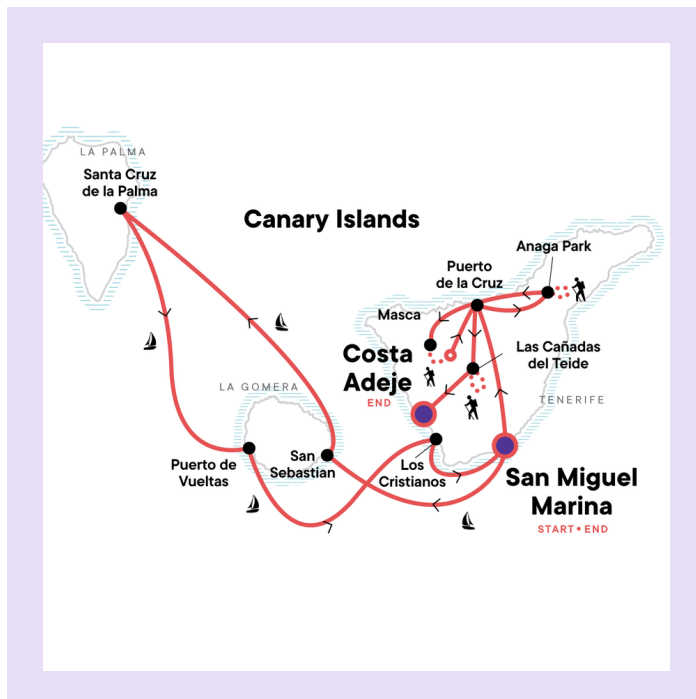 LA PALMA
Santa Cruz
de la Palma
Canary Islands
Anaga Park
Puerto
de la Cruz
Masca
Las Cañadas
del Teide
Costa
Adeje
END
LA GOMERA
TENERIFE
Puerto de
Vueltas
San
Sebastian
Los
Cristianos
San Miguel
Marina
START • END